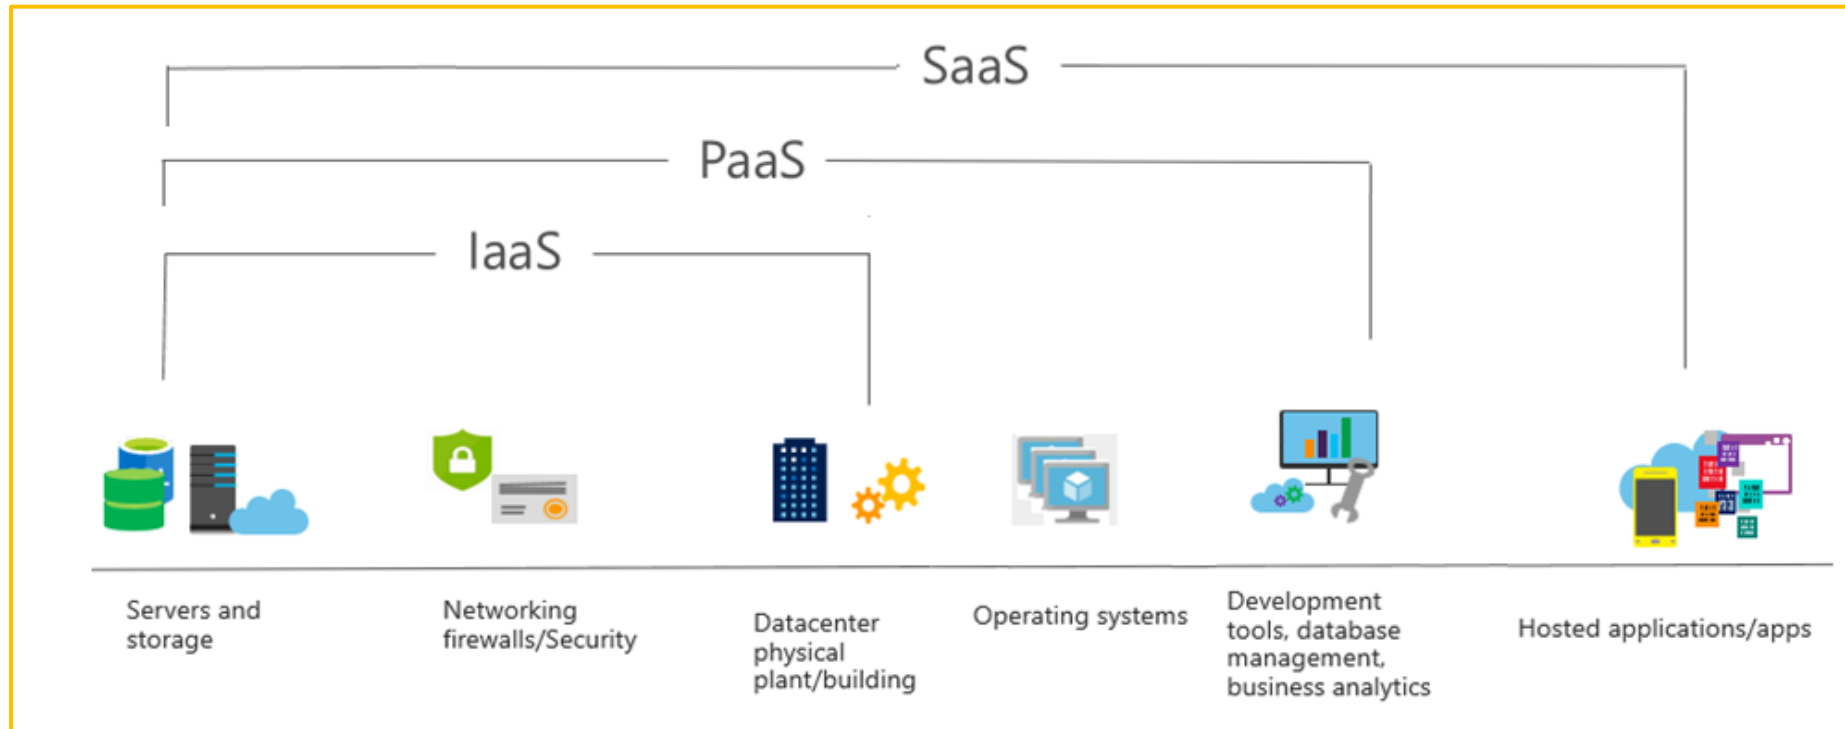 SaaS
PaaS
IaaS
Servers and
storage
Networking
firewalls/Security
Datacenter
physical
plant/building
Operating systems
Development
tools, database
management,
business analytics
Hosted applications/apps